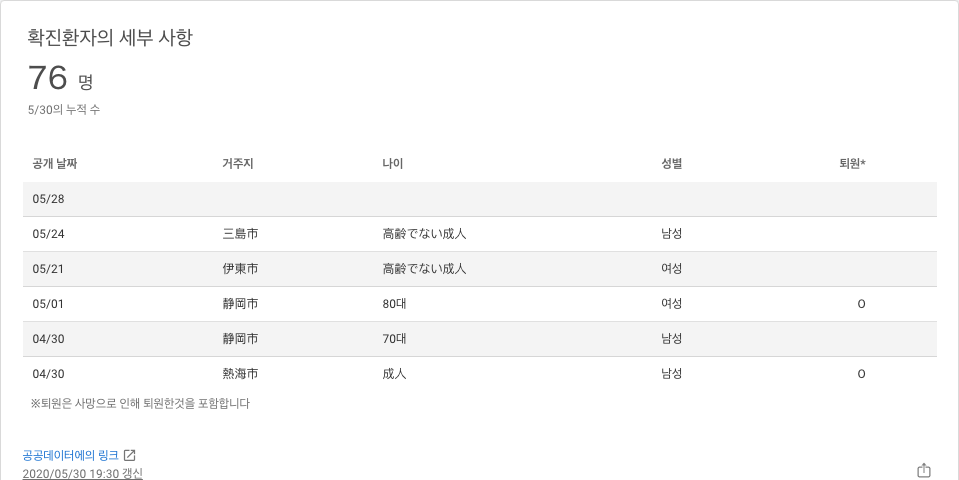 확진환자의 세부 사항
76 명
5/30의 누적 수
공개 날짜 거주지 나이 성별 퇴원*
05/28
05/24 三島市 高齢でない成人 남성
05/21 伊東市 高齢でない成人 여성
05/01 静岡市 80대 여성 O
04/30 静岡市 70대 남성
04/30 熱海市 成人 남성 O
※퇴원은 사망으로 인해 퇴원한것을 포함합니다
공공데이터에의 링크
2020/05/30 19:30 갱신